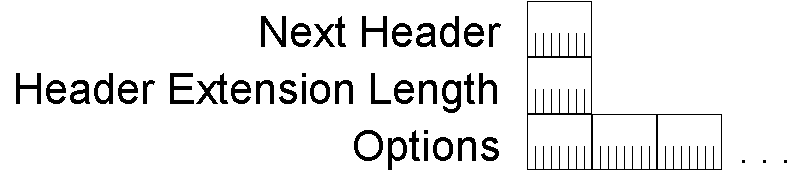 Next Header
Header Extension Length
Options . . .